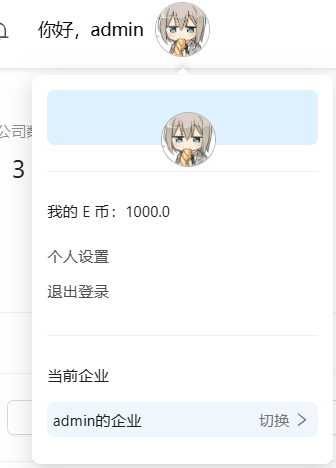 你好，admin
公司数
3
我的 E 币：1000.0
个人设置
退出登录
当前企业
admin的企业 切换